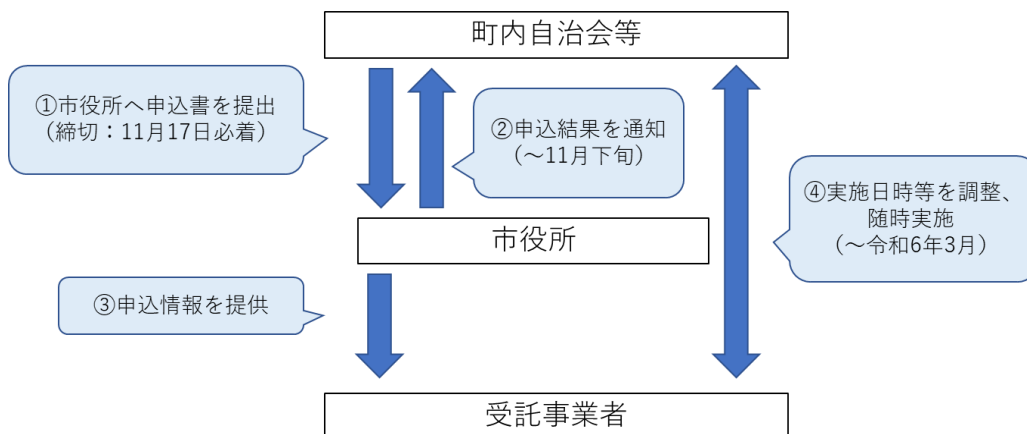 町内自治会等
①市役所へ申込書を提出
（締切：11月17日必着）
②申込結果を通知
（～11月下旬）
④実施日時等を調整、
随時実施
（～令和6年3月）
市役所
③申込情報を提供
受託事業者